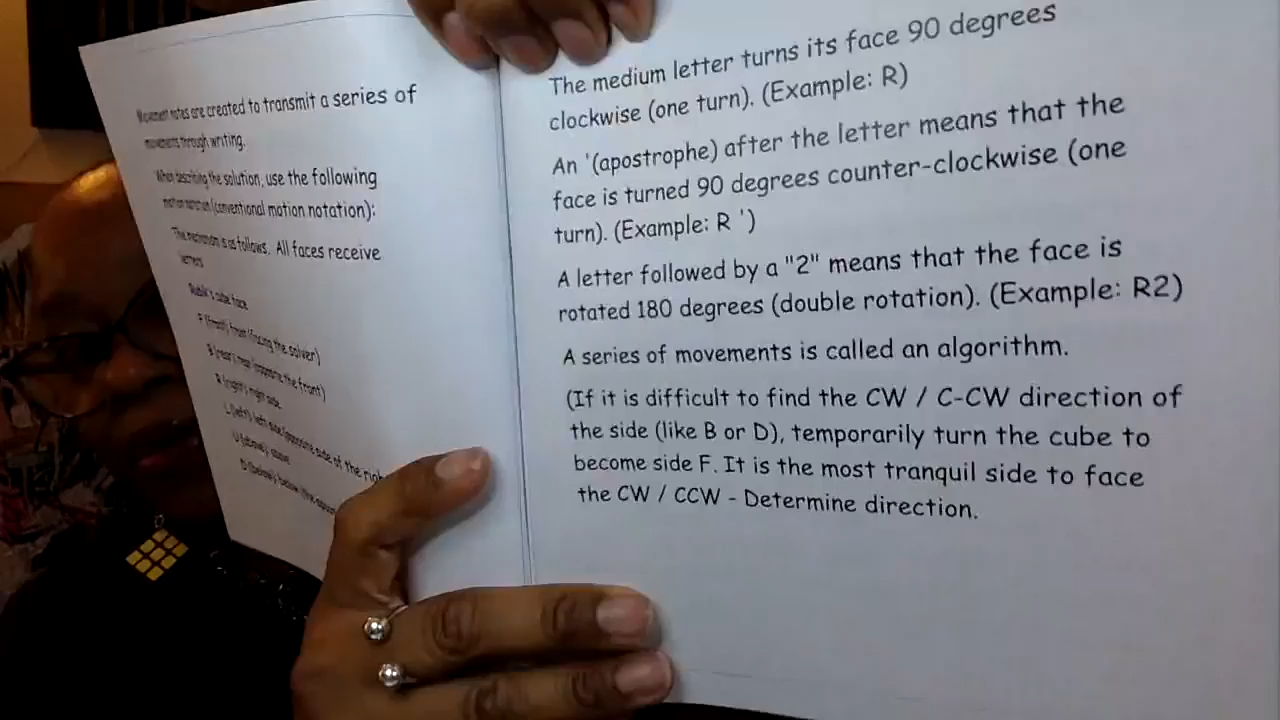 Movement notes are created to transmit a series of
movements through writing.
When describing the solution, use the following
motion notation (conventional motion notation):
The is as follows. All faces receive
letters
Rubik's cube face
F (front) front (facing the solver)
B (rear) rear (opposite the front)
R (right) right side
L (left) left side (opposite side of the righ
U (above) above
D (below) below (the
The medium letter turns its face 90 degrees
clockwise (one turn). (Example: R)
An '(apostrophe) after the letter means that the
face is turned 90 degrees counter-clockwise (one
turn). (Example: R ')
A letter followed by a "2" means that the face is
rotated 180 degrees (double rotation). (Example: R2)
A series of movements is called an algorithm.
(If it is difficult to find the CW / C-CW direction of
the side (like B or D), temporarily turn the cube to
become side F. It is the most tranquil side to face
the CW / CCW - Determine direction.